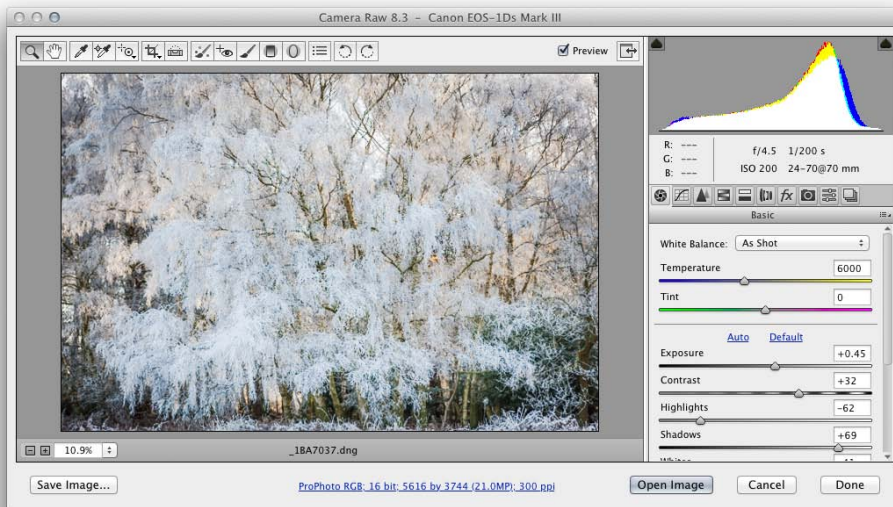 Camera Raw 8.3 – Canon EOS-1Ds Mark III
Preview
R: ---
G: ---
B: ---
f/4.5 1/200 s
ISO 200 24-70@70 mm
fx
Basic
White Balance: As Shot
Temperature 6000
Tint 0
Auto Default
Exposure +0.45
Contrast +32
Highlights -62
Shadows +69
10.9%
_1BA7037.dng
Save Image...
ProPhoto RGB; 16 bit; 5616 by 3744 (21.0MP); 300 ppi
Open Image Cancel Done